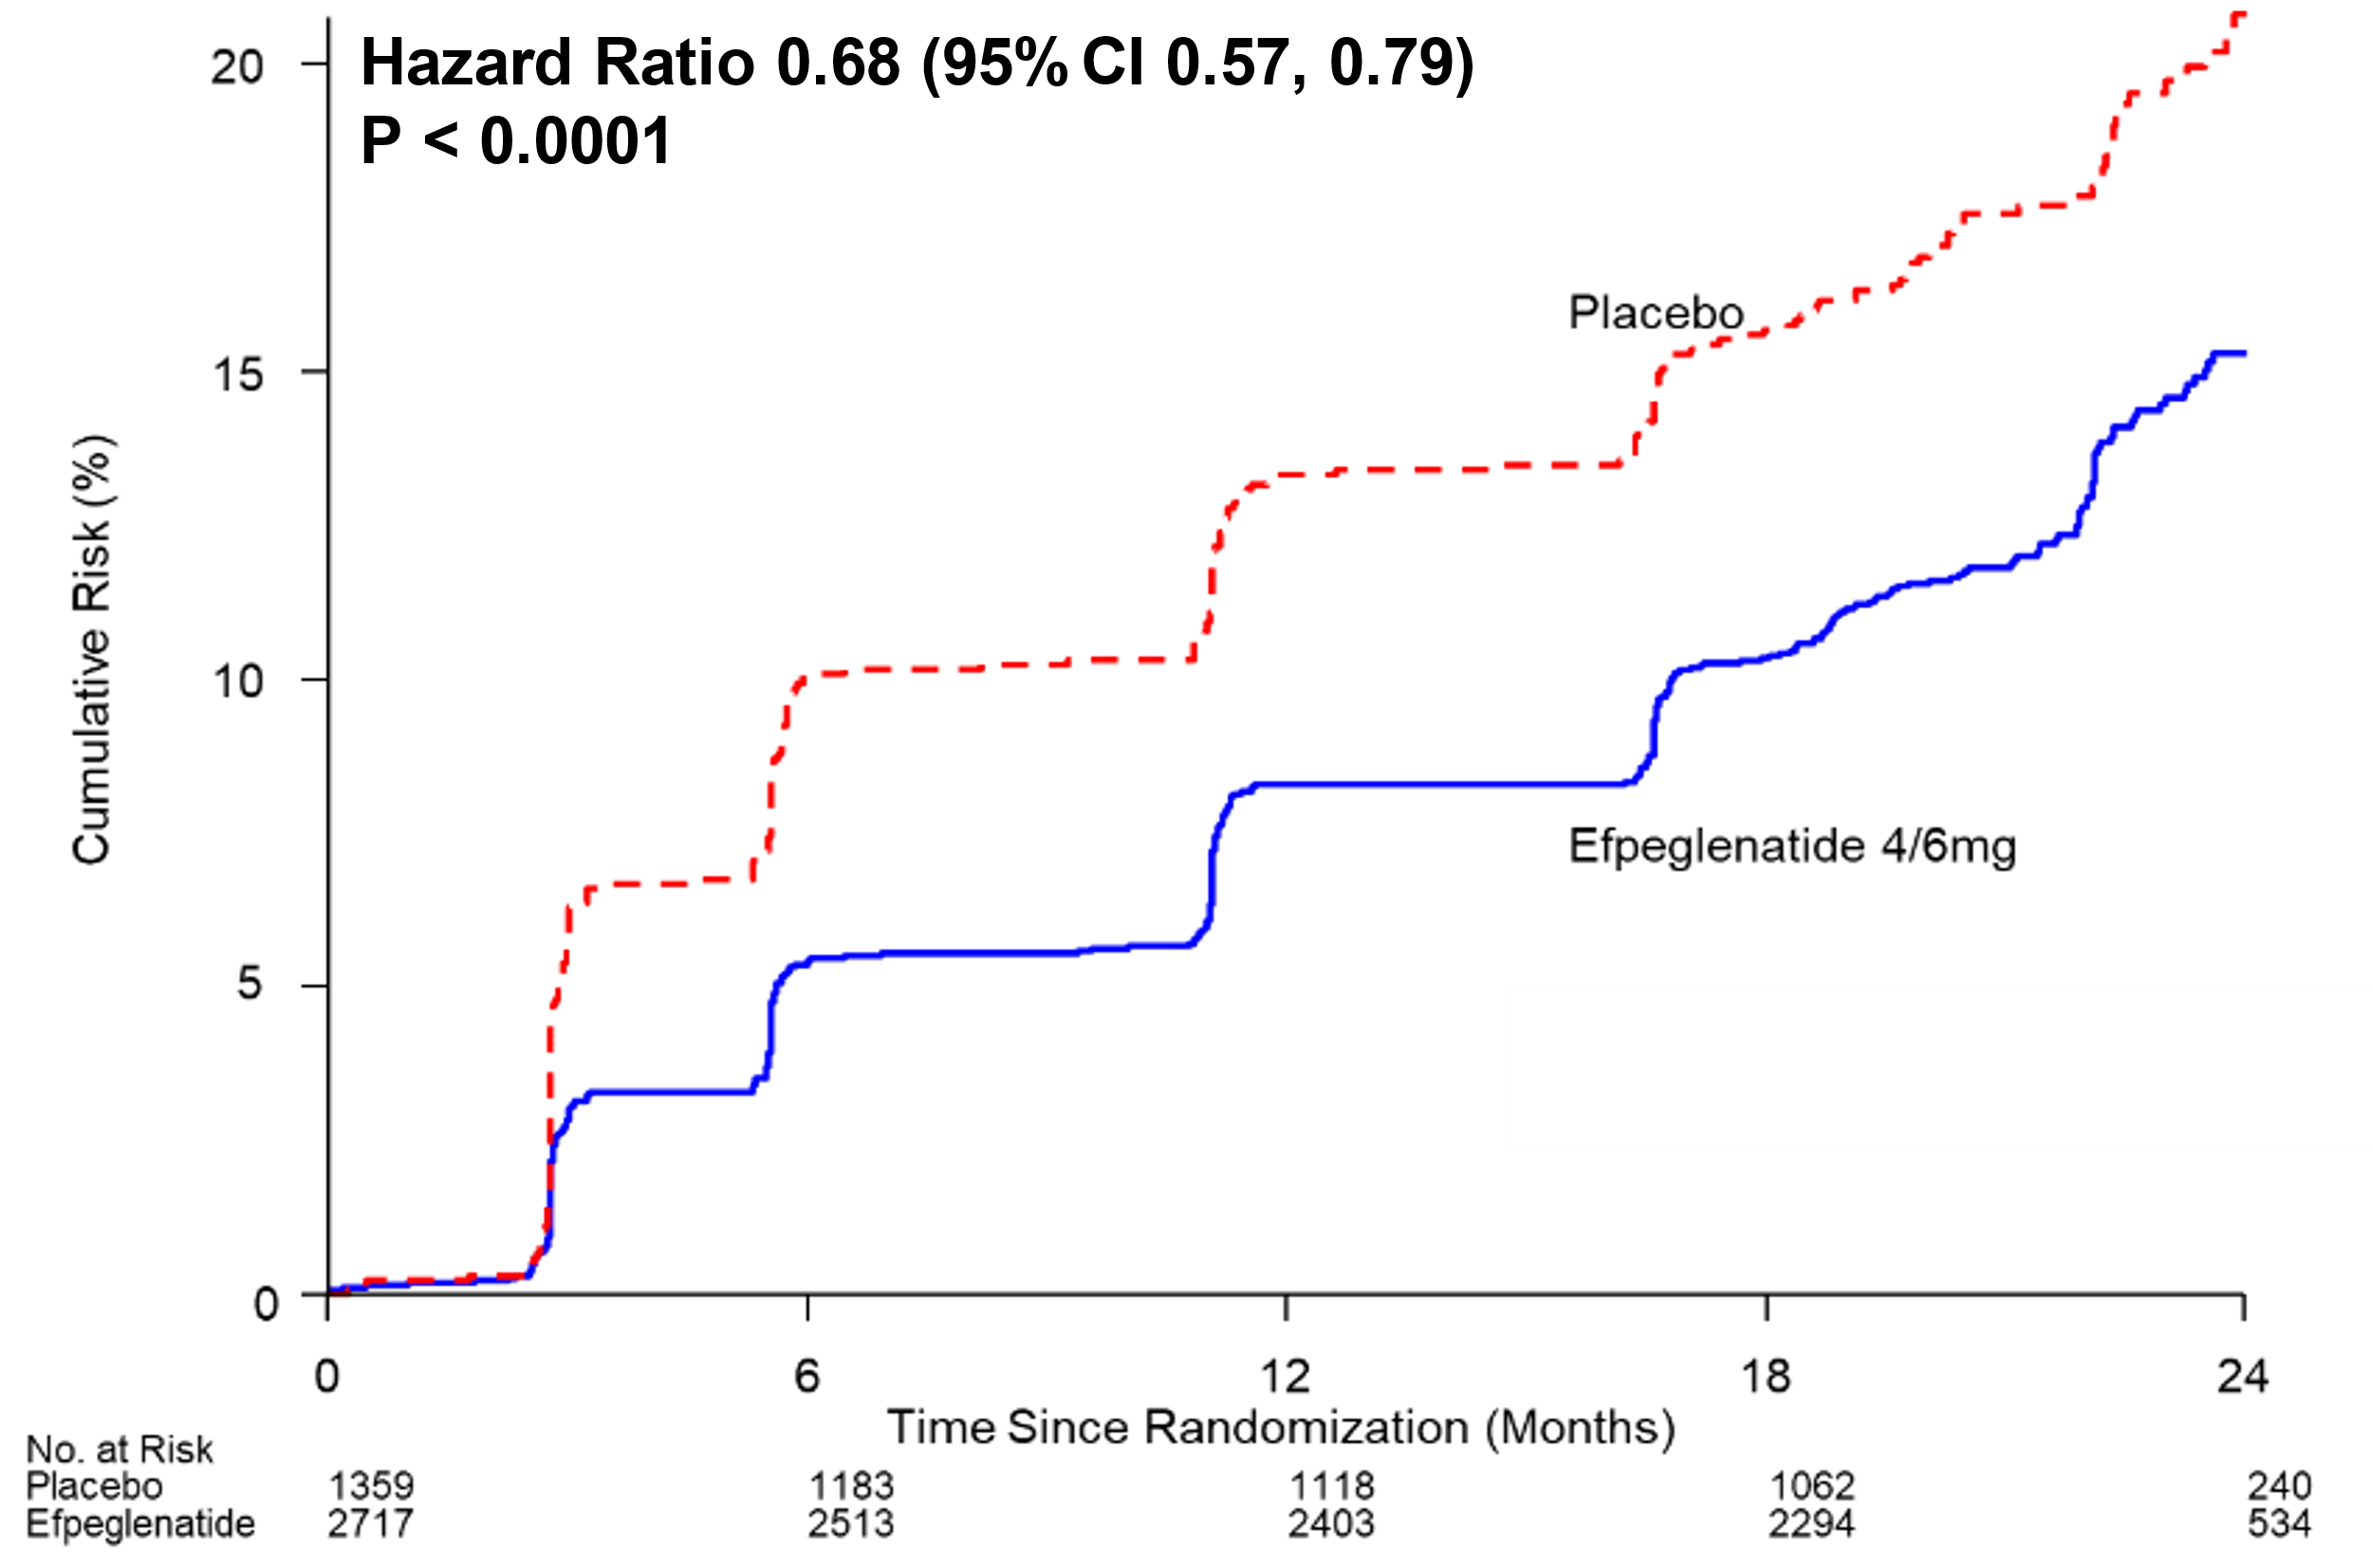 Hazard Ratio 0.68 (95% CI 0.57, 0.79)
P < 0.0001
20
15
10
5
0
Cumulative Risk (%)
Placebo
Efpeglenatide 4/6mg
0 6 12 18 24
Time Since Randomization (Months)
No. at Risk
Placebo 1359 1183 1118 1062 240
Efpeglenatide 2717 2513 2403 2294 534